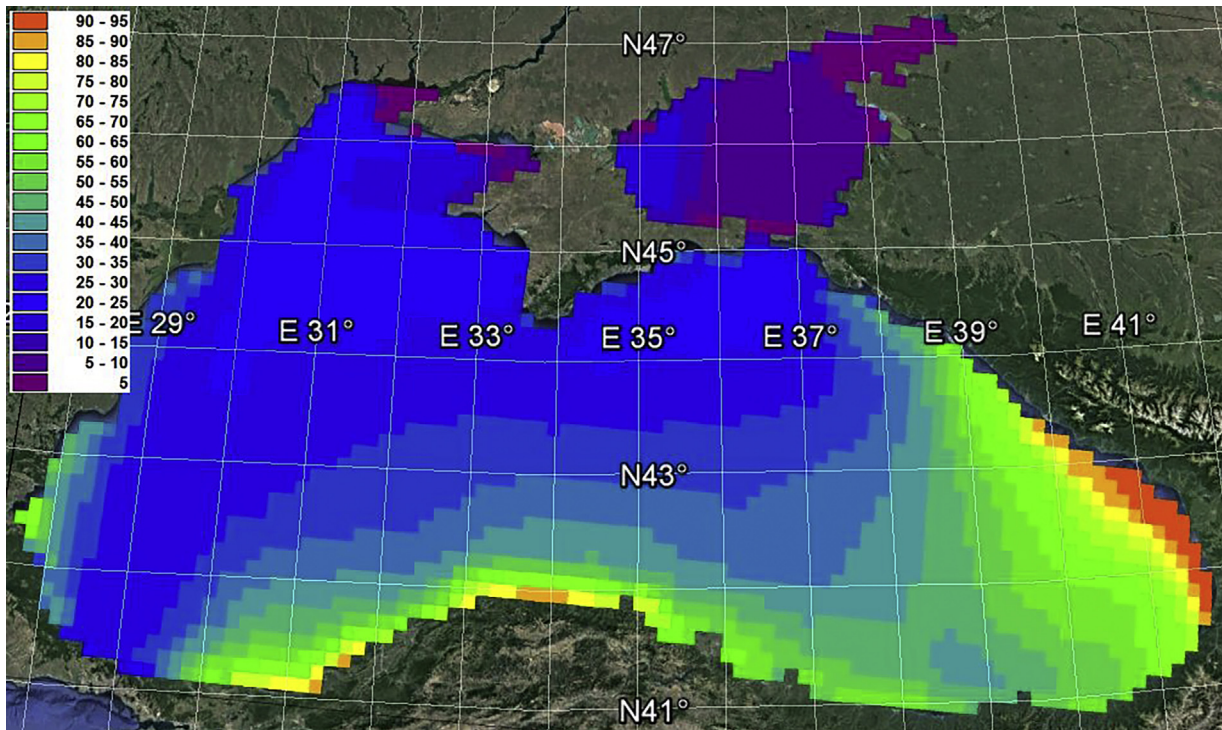 90 - 95
85 - 90
80 - 85
75 - 80
70 - 75
65 - 70
60 - 65
55 - 60
50 - 55
45 - 50
40 - 45
35 - 40
30 - 35
25 - 30
20 - 25
15 - 20
10 - 15
5 - 10
5
N47°
N45°
E 29°
E 31°
E 33°
E 35°
E 37°
E 39°
E 41°
N43°
N41°